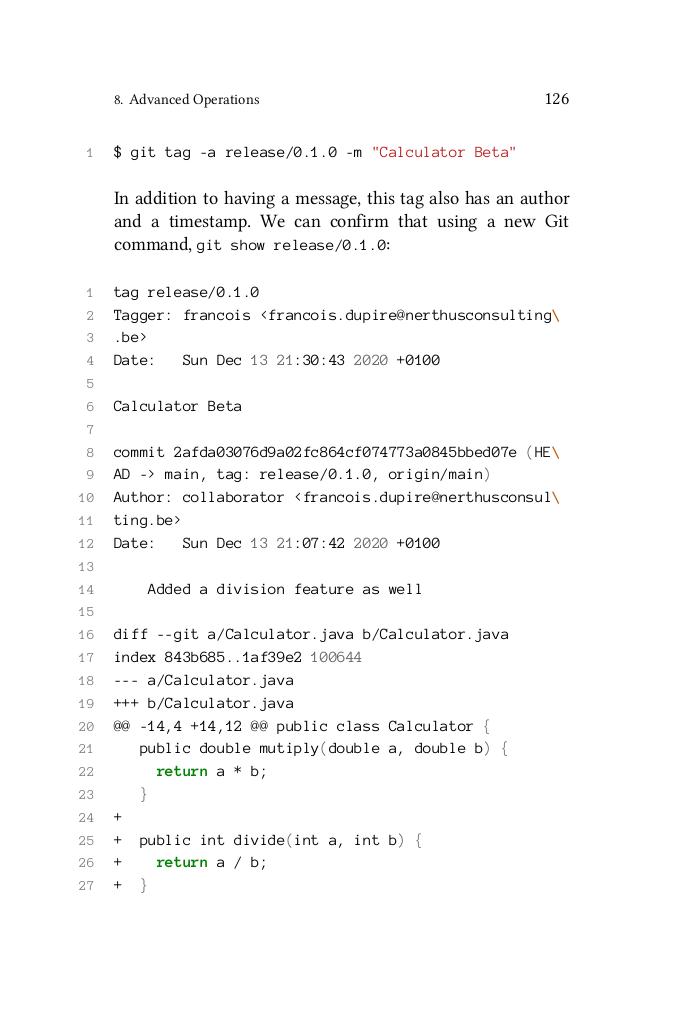 8. Advanced Operations 126
1 $ git tag -a release/0.1.0 -m "Calculator Beta"
In addition to having a message, this tag also has an author
and a timestamp. We can confirm that using a new Git
command, git show release/0.1.0:
1 tag release/0.1.0
2 Tagger: francois <francois.dupire@nerthusconsulting\
3 .be>
4 Date:   Sun Dec 13 21:30:43 2020 +0100
5
6 Calculator Beta
7
8 commit 2afda03076d9a02fc864cf074773a0845bbed07e (HE\
9 AD -> main, tag: release/0.1.0, origin/main)
10 Author: collaborator <francois.dupire@nerthusconsul\
11 ting.be>
12 Date:   Sun Dec 13 21:07:42 2020 +0100
13
14     Added a division feature as well
15
16 diff --git a/Calculator.java b/Calculator.java
17 index 843b685..1af39e2 100644
18 --- a/Calculator.java
19 +++ b/Calculator.java
20 @@ -14,4 +14,12 @@ public class Calculator {
21    public double mutiply(double a, double b) {
22      return a * b;
23    }
24 +
25 +  public int divide(int a, int b) {
26 +    return a / b;
27 +  }